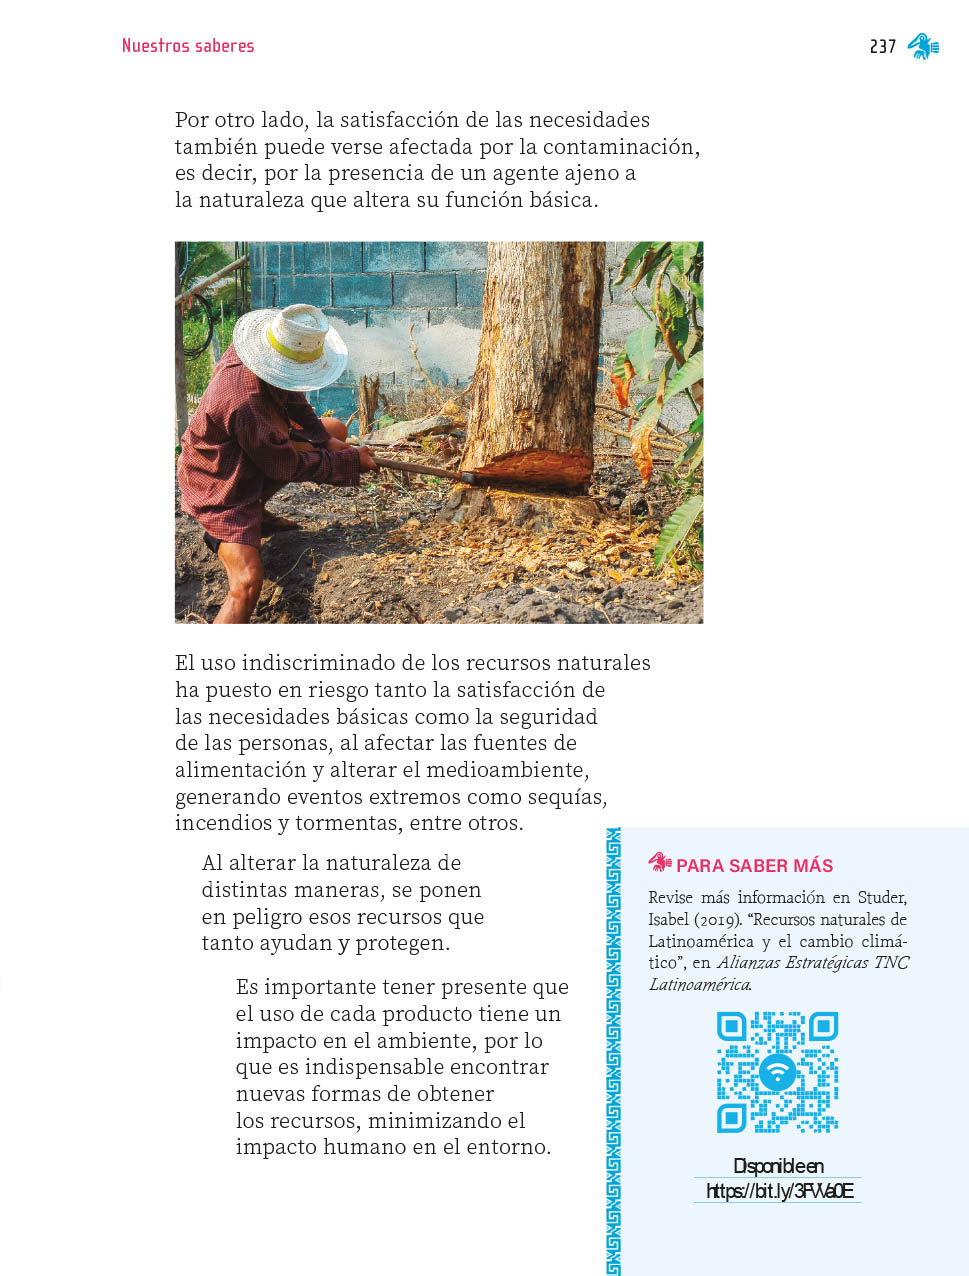 Nuestros saberes
237
Por otro lado, la satisfacción de las necesidades
también puede verse afectada por la contaminación,
es decir, por la presencia de un agente ajeno a
la naturaleza que altera su función básica.
El uso indiscriminado de los recursos naturales
ha puesto en riesgo tanto la satisfacción de
las necesidades básicas como la seguridad
de las personas, al afectar las fuentes de
alimentación y alterar el medioambiente,
generando eventos extremos como sequías,
incendios y tormentas, entre otros.
Al alterar la naturaleza de
distintas maneras, se ponen
en peligro esos recursos que
tanto ayudan y protegen.
Es importante tener presente que
el uso de cada producto tiene un
impacto en el ambiente, por lo
que es indispensable encontrar
nuevas formas de obtener
los recursos, minimizando el
impacto humano en el entorno.
PARA SABER MÁS
Revise más información en Studer,
Isabel (2019). “Recursos naturales de
Latinoamérica y el cambio climá-
tico”, en Alianzas Estratégicas TNC
Latinoamérica.
Disponible en